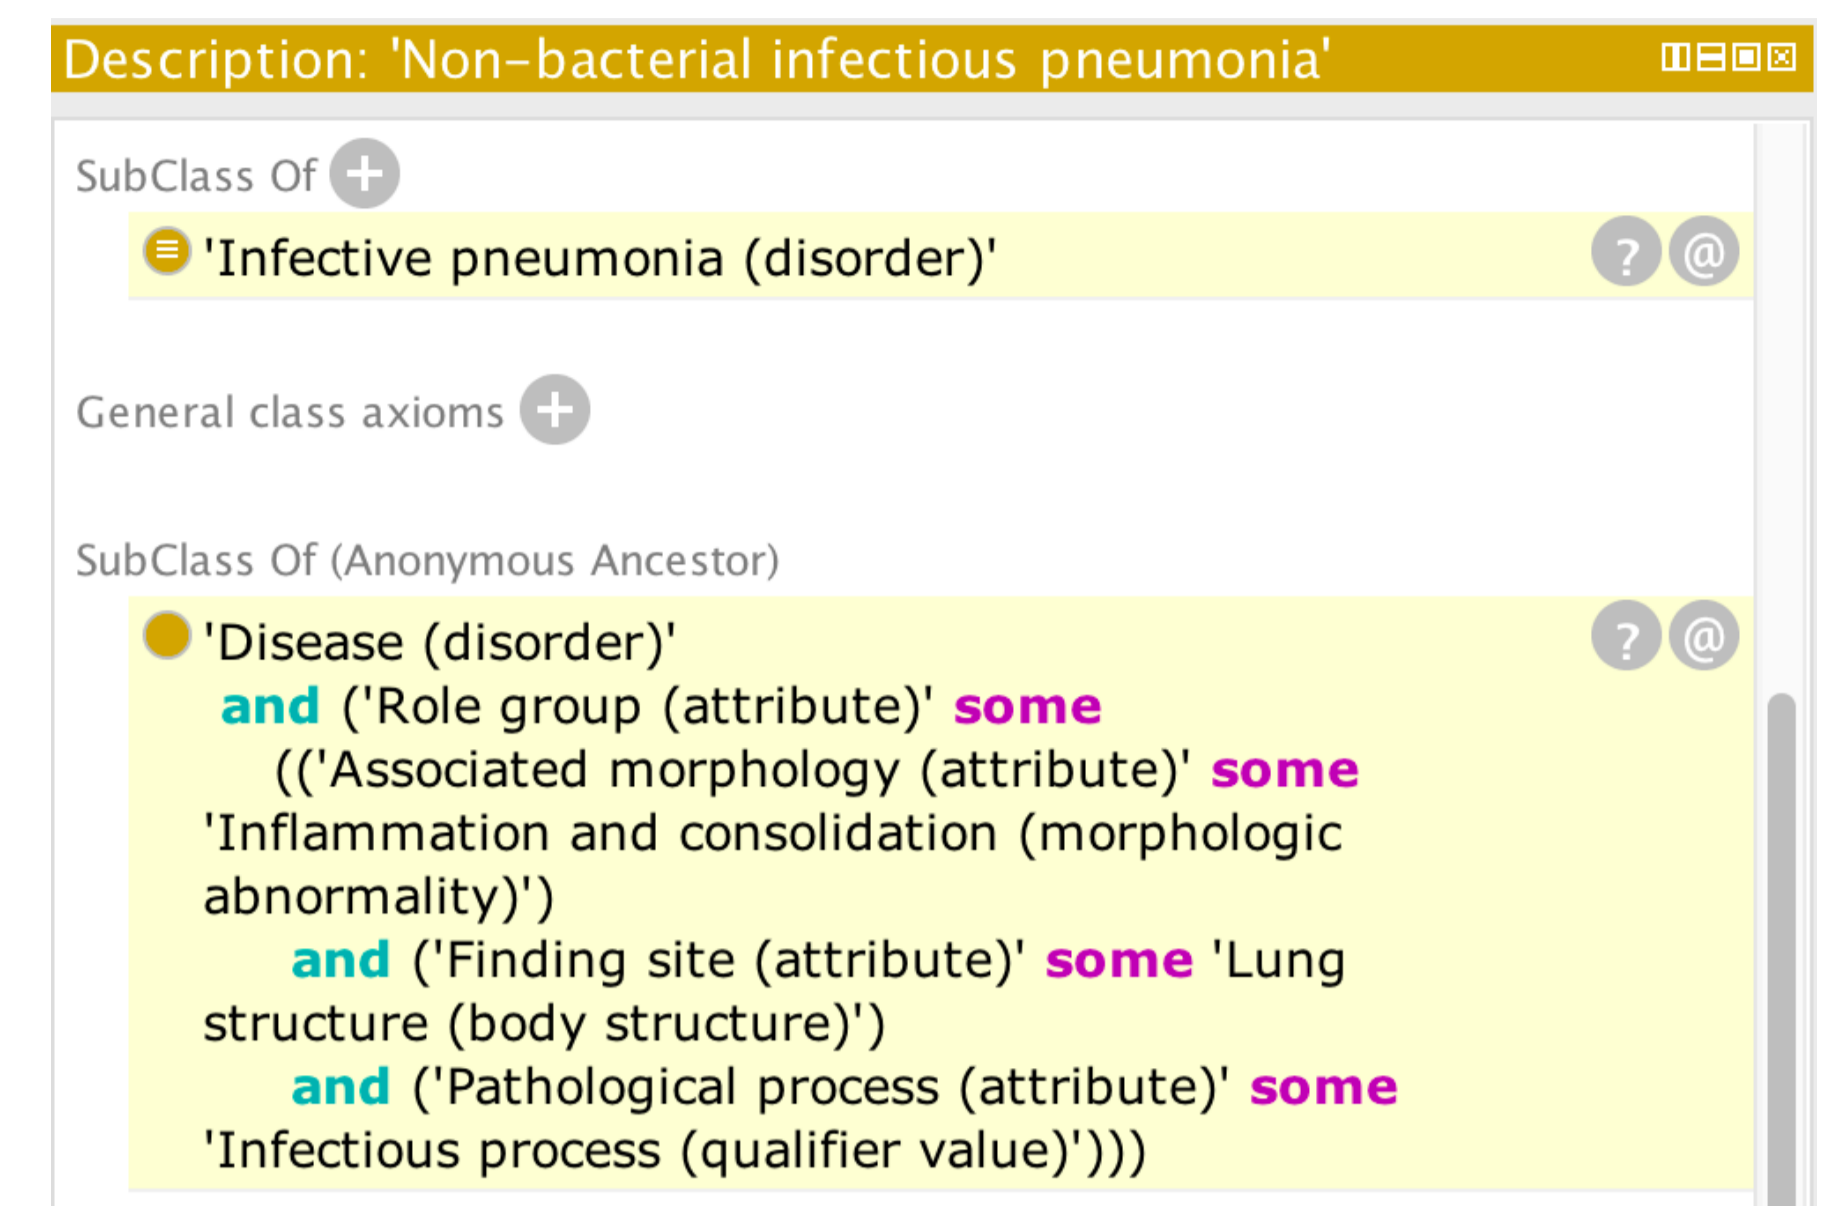 Description: 'Non-bacterial infectious pneumonia'
SubClass Of +
'Infective pneumonia (disorder)' ? @
General class axioms +
SubClass Of (Anonymous Ancestor)
'Disease (disorder)' ? @
and ('Role group (attribute)' some
(('Associated morphology (attribute)' some
'Inflammation and consolidation (morphologic
abnormality)')
and ('Finding site (attribute)' some 'Lung
structure (body structure)')
and ('Pathological process (attribute)' some
'Infectious process (qualifier value)')))